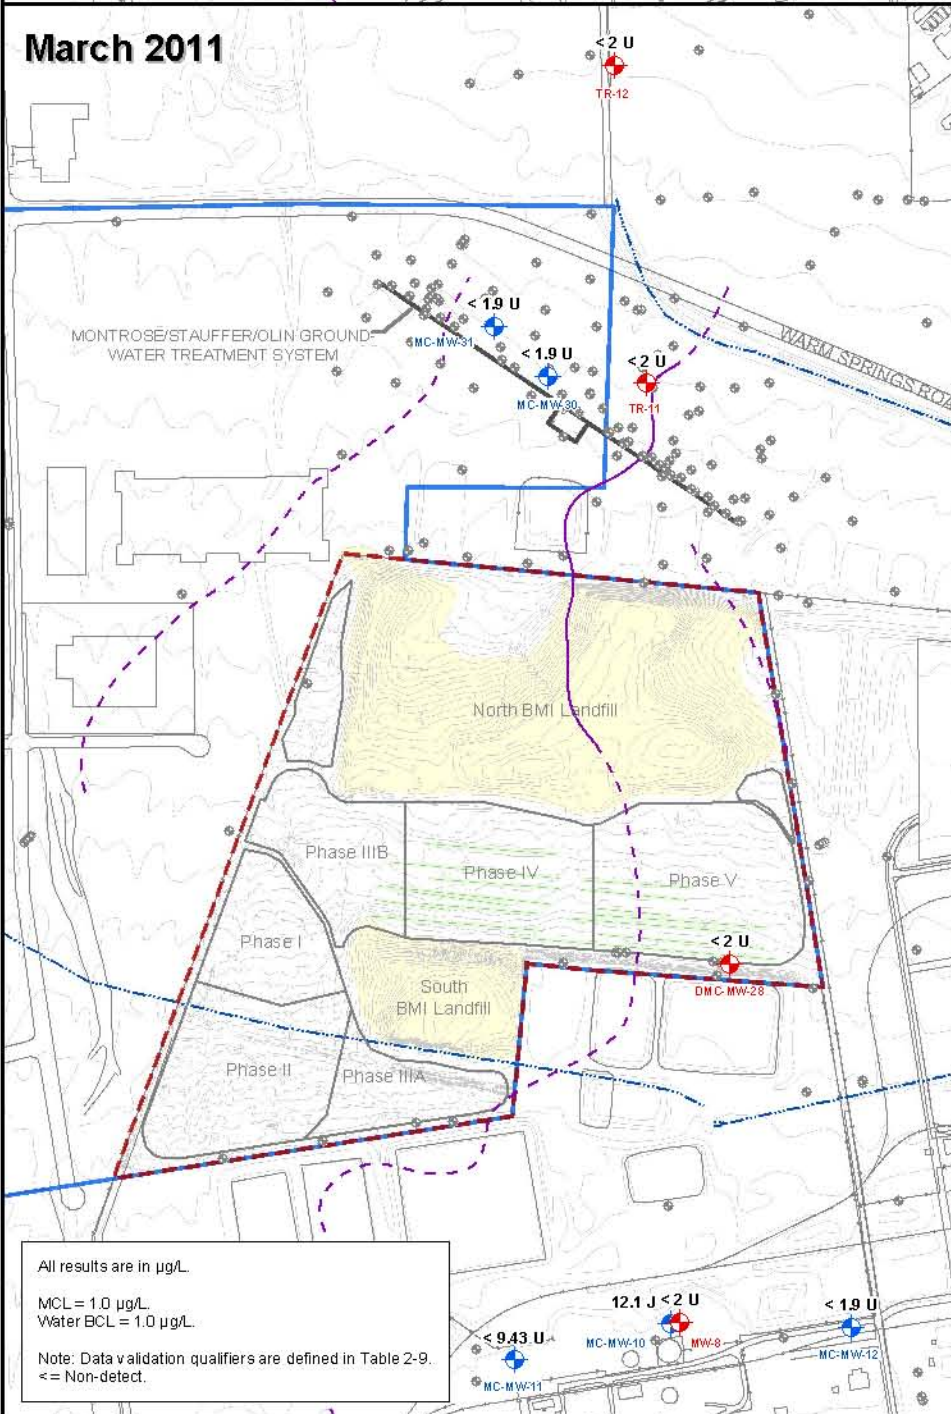 March 2011
< 2 U
TR-12
< 1.9 U
MONTROSE/STAUFFER/OLIN GROUND-
WATER TREATMENT SYSTEM
MC-MW-31
< 1.9 U
MC-MW-30
< 2 U
TR-11
WARM SPRINGS ROA
North BMI Landfill
Phase IIIB
Phase IV
Phase V
Phase I
< 2 U
DMC-MW-28
South
BMI Landfill
Phase II
Phase IIIA
All results are in µg/L.
MCL = 1.0 µg/L.
Water BCL = 1.0 µg/L.
Note: Data validation qualifiers are defined in Table 2-9.
< = Non-detect.
< 9.43 U
MC-MW-11
12.1 J < 2 U
MC-MW-10 MW-8
< 1.9 U
MC-MW-12